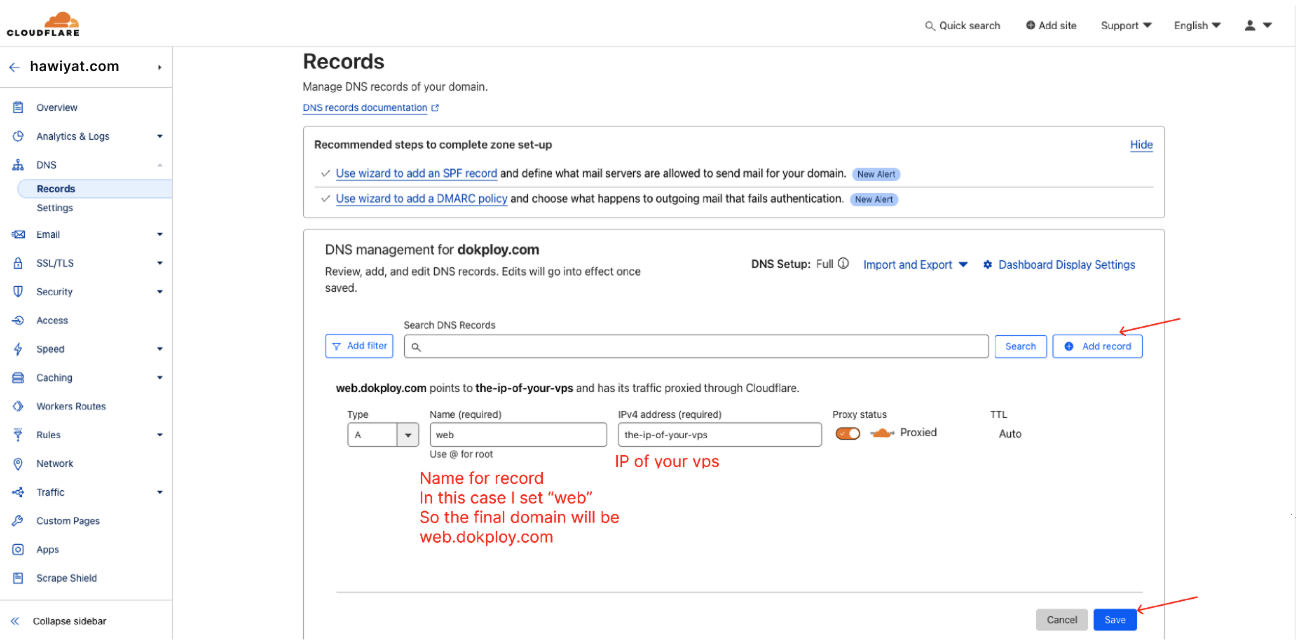 CLOUDFLARE
Quick search
Add site
Support
English
hawiyat.com
Overview
Analytics & Logs
DNS
Records
Settings
Email
SSL/TLS
Security
Access
Speed
Caching
Workers Routes
Rules
Network
Traffic
Custom Pages
Apps
Scrape Shield
Collapse sidebar
Records
Manage DNS records of your domain.
DNS records documentation
Recommended steps to complete zone set-up
Hide
Use wizard to add an SPF record and define what mail servers are allowed to send mail for your domain. New Alert
Use wizard to add a DMARC policy and choose what happens to outgoing mail that fails authentication. New Alert
DNS management for dokploy.com
Review, add, and edit DNS records. Edits will go into effect once
saved.
DNS Setup: Full
Import and Export
Dashboard Display Settings
Search DNS Records
Add filter
Search
Add record
web.dokploy.com points to the-ip-of-your-vps and has its traffic proxied through Cloudflare.
Type
Name (required)
IPv4 address (required)
Proxy status
TTL
A
web
the-ip-of-your-vps
Proxied
Auto
Use @ for root
IP of your vps
Name for record
In this case I set “web”
So the final domain will be
web.dokploy.com
Cancel
Save